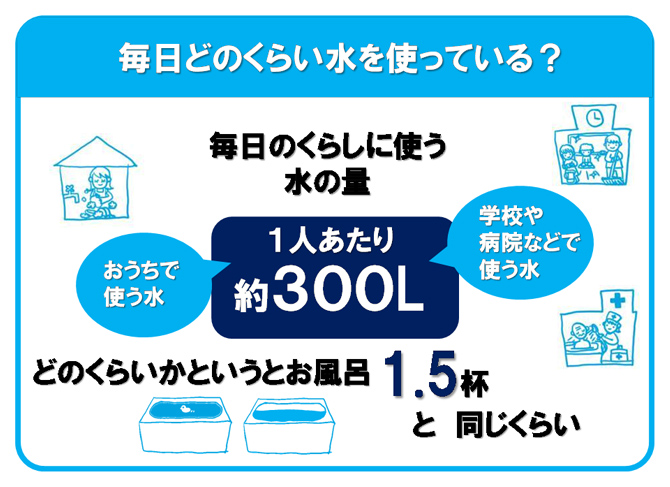 毎日どのくらい水を使っている？
毎日のくらしに使う
水の量
学校や
病院などで
使う水
１人あたり
約300L
おうちで
使う水
どのくらいかというとお風呂 1.5杯
と 同じくらい